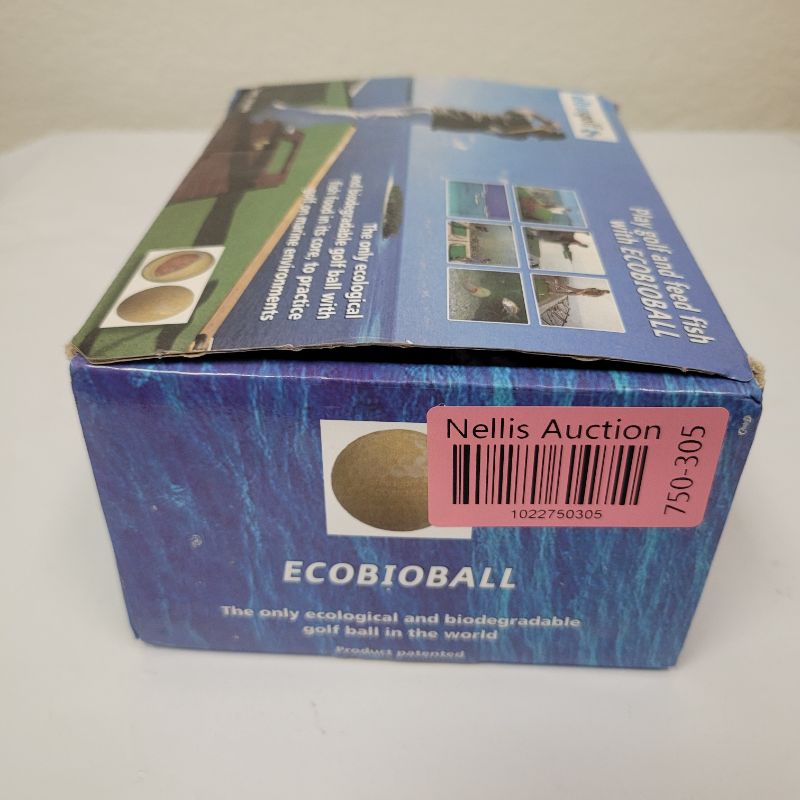 Play golf and feed fish
with ECOBIOBALL
The only ecological
and biodegradable golf ball with
fish food in its core, to practice
golf on marine environments
Nellis Auction
1022750305
750-305
ECOBIOBALL
The only ecological and biodegradable
golf ball in the world
Product patented